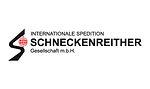 INTERNATIONALE SPEDITION
SCHNECKENREITHER
Gesellschaft m.b.H.